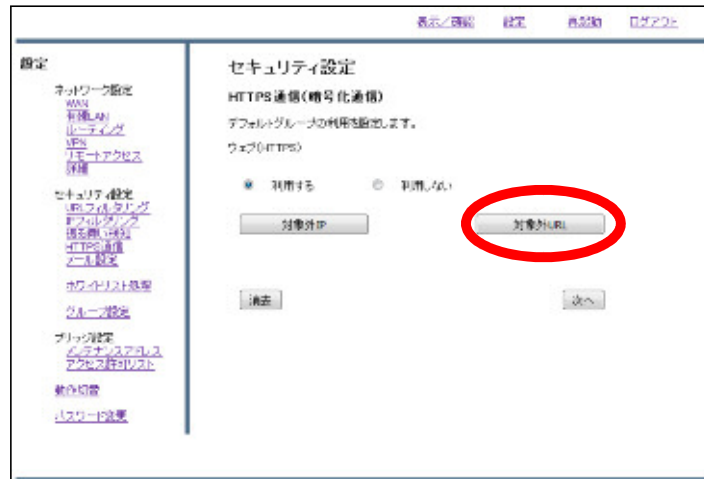 表示／確認 設定 再起動 ログアウト
設定
ネットワーク設定
WAN
有線LAN
ルーティング
VPN
リモートアクセス
詳細
セキュリティ設定
URLフィルタリング
IPフィルタリング
振る舞い検知
HTTPS通信
メール設定
ホワイトリスト処理
グループ設定
ブリッジ設定
メンテナンスアドレス
アクセス許可リスト
動作切替
パスワード変更
セキュリティ設定
HTTPS通信(暗号化通信)
デフォルトグループの利用を設定します。
ウェブ(HTTPS)
利用する 利用しない
対象外IP 対象外URL
消去 次へ